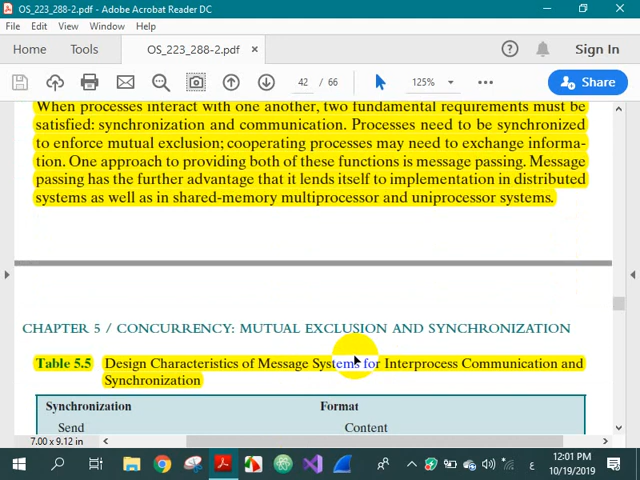 OS_223_288-2.pdf - Adobe Acrobat Reader DC
File Edit View Window Help
Home Tools OS_223_288-2.pdf × Sign In
42 / 66 125% Share
When processes interact with one another, two fundamental requirements must be
satisfied: synchronization and communication. Processes need to be synchronized
to enforce mutual exclusion; cooperating processes may need to exchange informa-
tion. One approach to providing both of these functions is message passing. Message
passing has the further advantage that it lends itself to implementation in distributed
systems as well as in shared-memory multiprocessor and uniprocessor systems.
CHAPTER 5 / CONCURRENCY: MUTUAL EXCLUSION AND SYNCHRONIZATION
Table 5.5 Design Characteristics of Message Systems for Interprocess Communication and
Synchronization
Synchronization Format
Send Content
7.00 x 9.12 in
12:01 PM
ع
10/19/2019